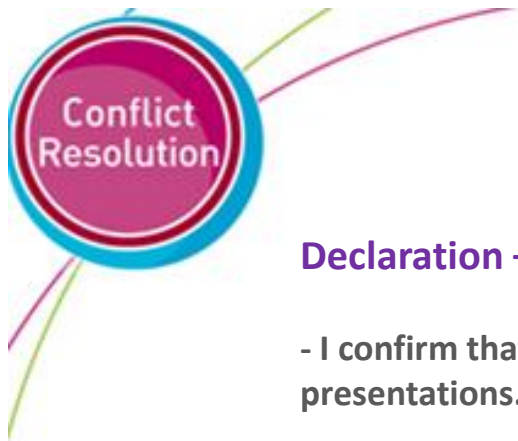 Conflict
Resolution
Declaration -
- I confirm tha
presentations.